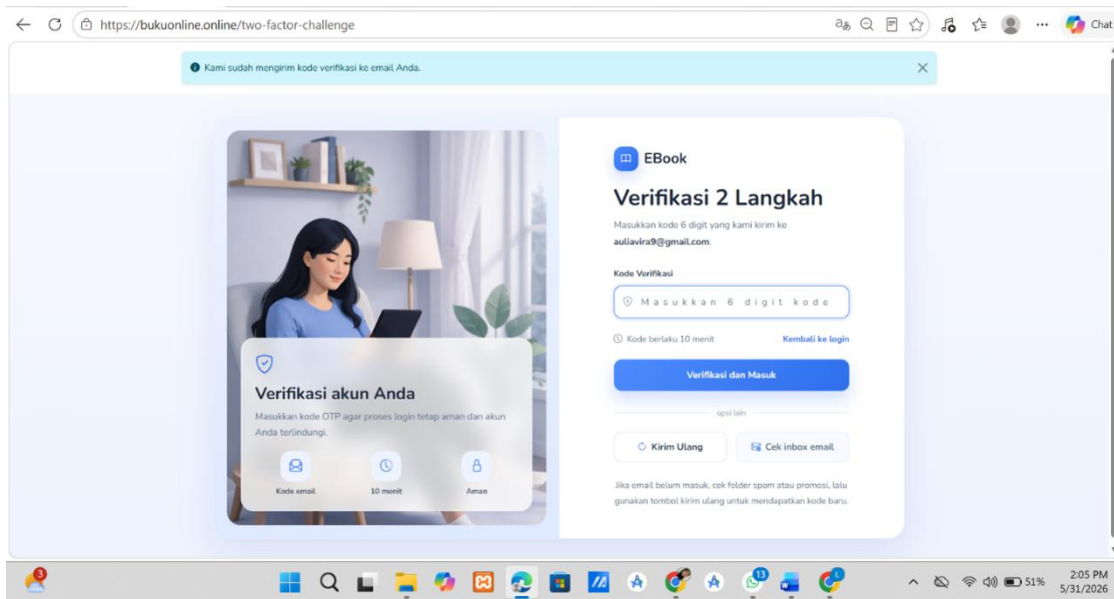 https://bukuonline.online/two-factor-challenge
Chat
Kami sudah mengirim kode verifikasi ke email Anda.
EBook
Verifikasi 2 Langkah
Masukkan kode 6 digit yang kami kirim ke
auliavira9@gmail.com.
Kode Verifikasi
Masukkan 6 digit kode
Kode berlaku 10 menit
Kembali ke login
Verifikasi dan Masuk
opsi lain
Kirim Ulang
Cek inbox email
Jika email belum masuk, cek folder spam atau promosi, lalu
gunakan tombol kirim ulang untuk mendapatkan kode baru.
Verifikasi akun Anda
Masukkan kode OTP agar proses login tetap aman dan akun
Anda terlindungi.
Kode email
10 menit
Aman
3
13
51%
2:05 PM
5/31/2026